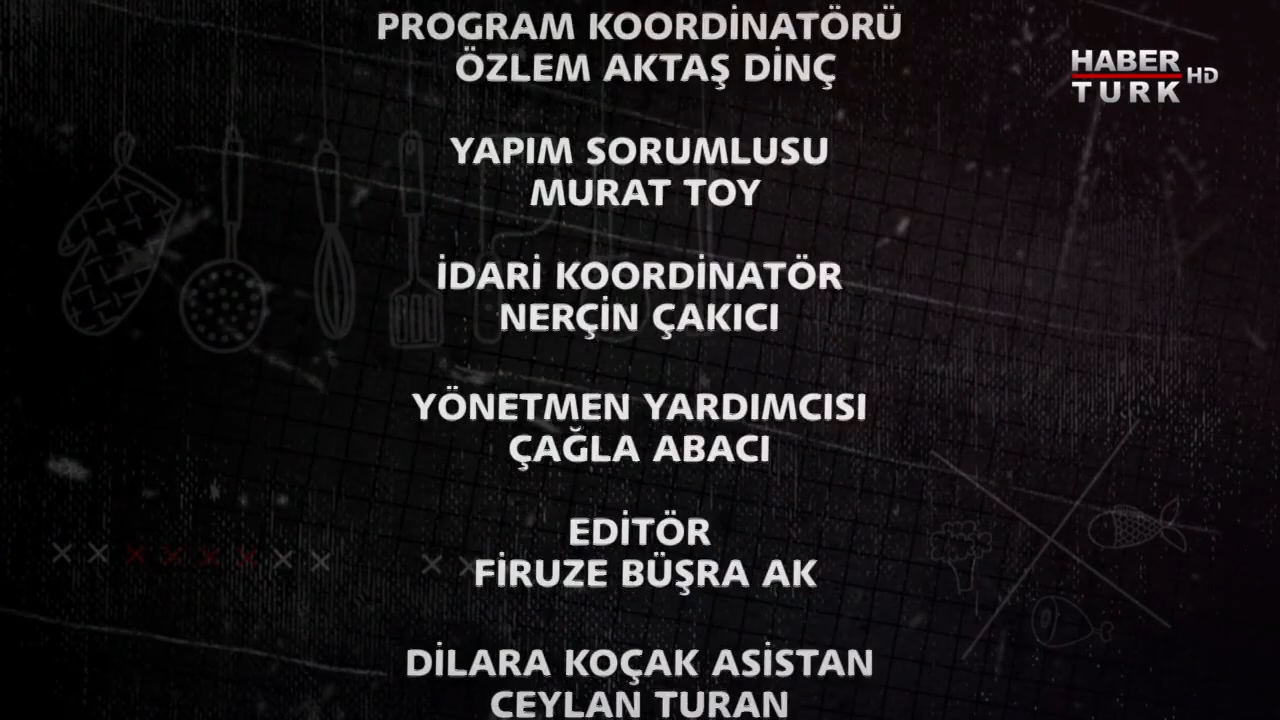 PROGRAM KOORDİNATÖRÜ
ÖZLEM AKTAŞ DİNÇ
HABER
TURK HD
YAPIM SORUMLUSU
MURAT TOY
İDARİ KOORDİNATÖR
NERÇİN ÇAKICI
YÖNETMEN YARDIMCISI
ÇAĞLA ABACI
EDİTÖR
FİRUZE BÜŞRA AK
DİLARA KOÇAK ASİSTAN
CEYLAN TURAN